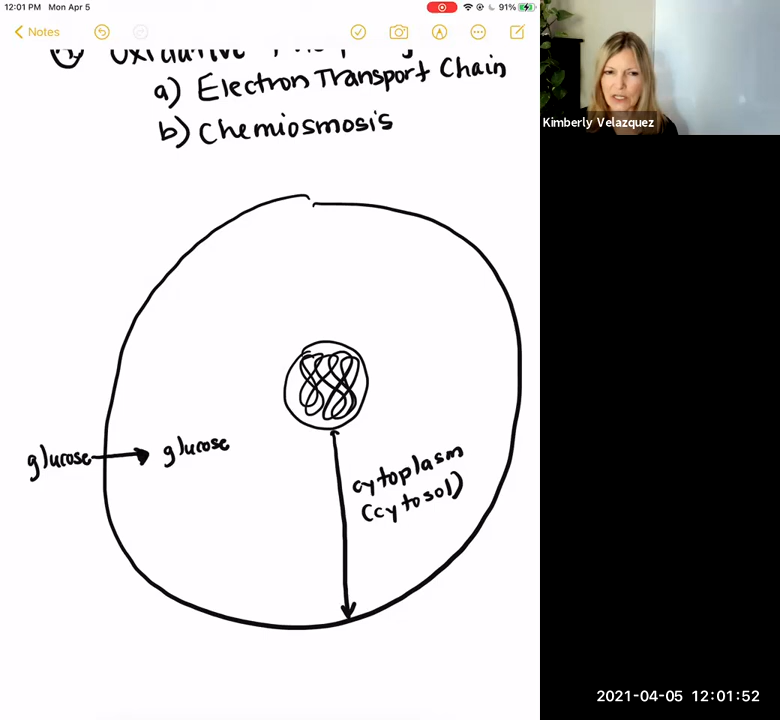 12:01 PM Mon Apr 5
91%
Notes
a) Electron Transport Chain
b) Chemiosmosis
Kimberly Velazquez
glucose
glucose
cytoplasm
(cytosol)
2021-04-05 12:01:52